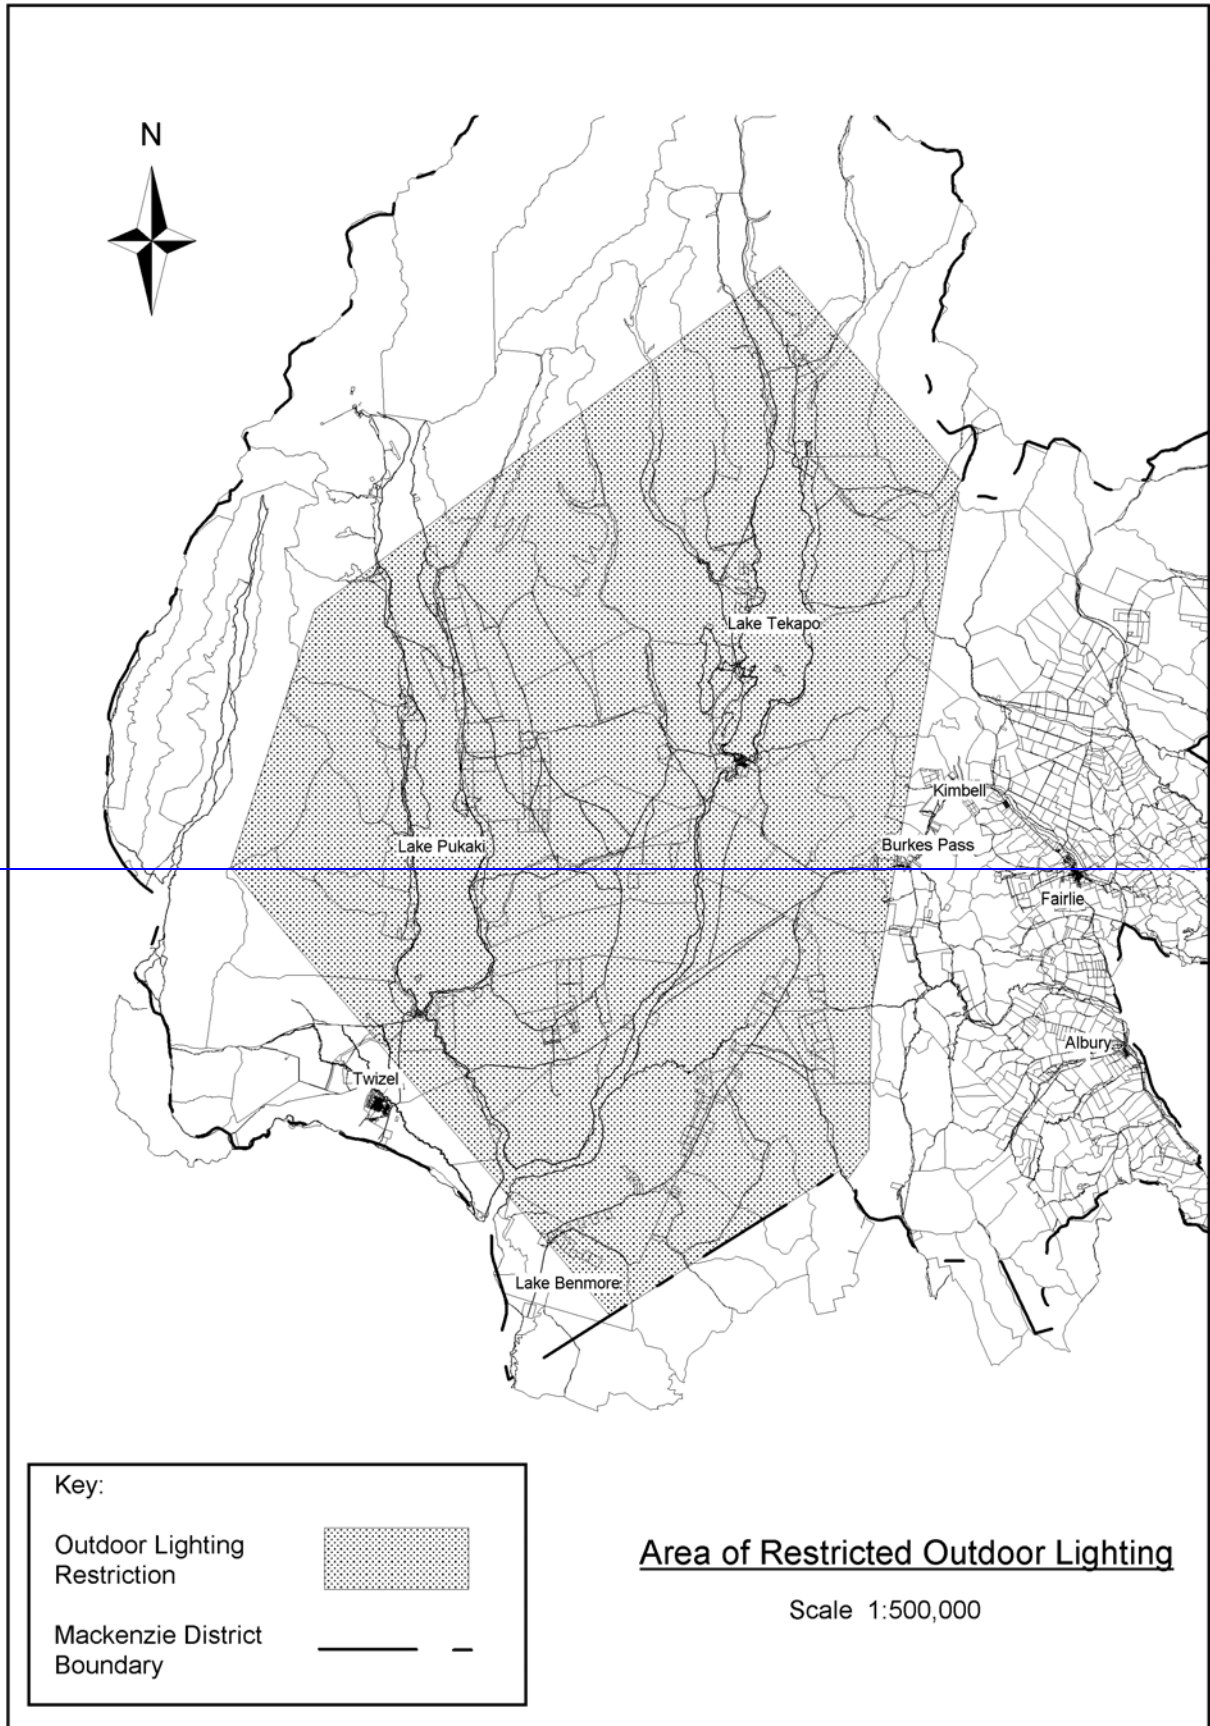 N
Lake Tekapo
Kimbell
Lake Pukaki
Burkes Pass
Fairlie
Albury
Twizel
Lake Benmore
Key:
Outdoor Lighting
Restriction
Mackenzie District
Boundary
Area of Restricted Outdoor Lighting
Scale 1:500,000